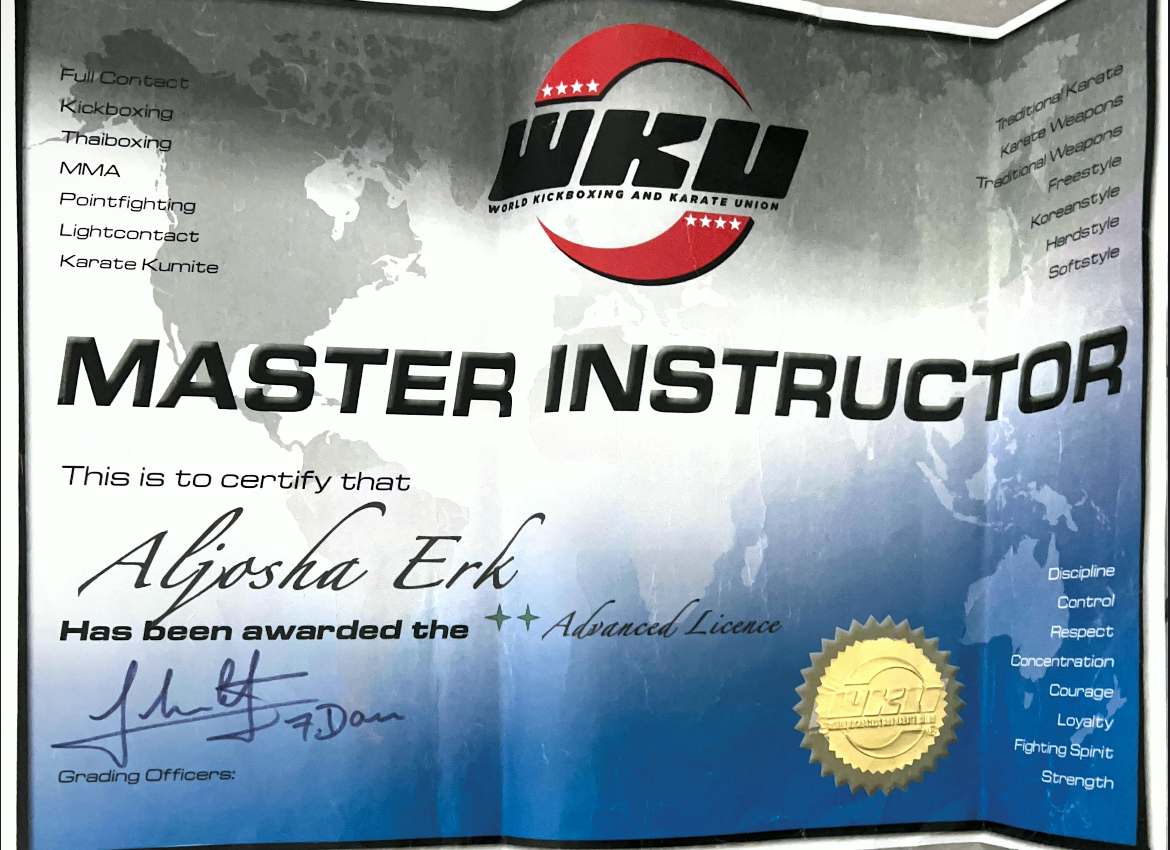 Full Contact
Kickboxing
Thaiboxing
MMA
Pointfighting
Lightcontact
Karate Kumite
WKU
WORLD KICKBOXING AND KARATE UNION
Traditional Karate
Karate Weapons
Traditional Weapons
Freestyle
Koreanstyle
Hardstyle
Softstyle
MASTER INSTRUCTOR
This is to certify that
Aljosha Erk
Has been awarded the Advanced Licence
7.Dan
Grading Officers:
WKU
Discipline
Control
Respect
Concentration
Courage
Loyalty
Fighting Spirit
Strength